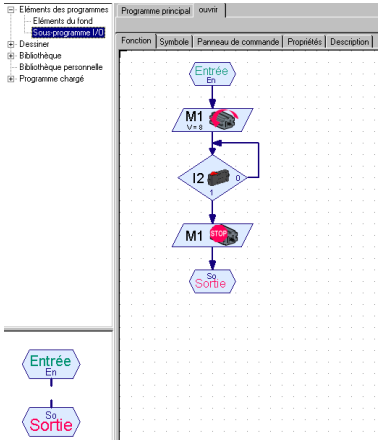 Eléments des programmes
Eléments du fond
Sous-programme I/O
Dessiner
Bibliothèque
Bibliothèque personnelle
Programme chargé
Programme principal
ouvrir
Fonction
Symbole
Panneau de commande
Propriétés
Description
Entrée
En
M1
V = 8
I2
0
1
M1
STOP
So
Sortie
Entrée
En
So
Sortie